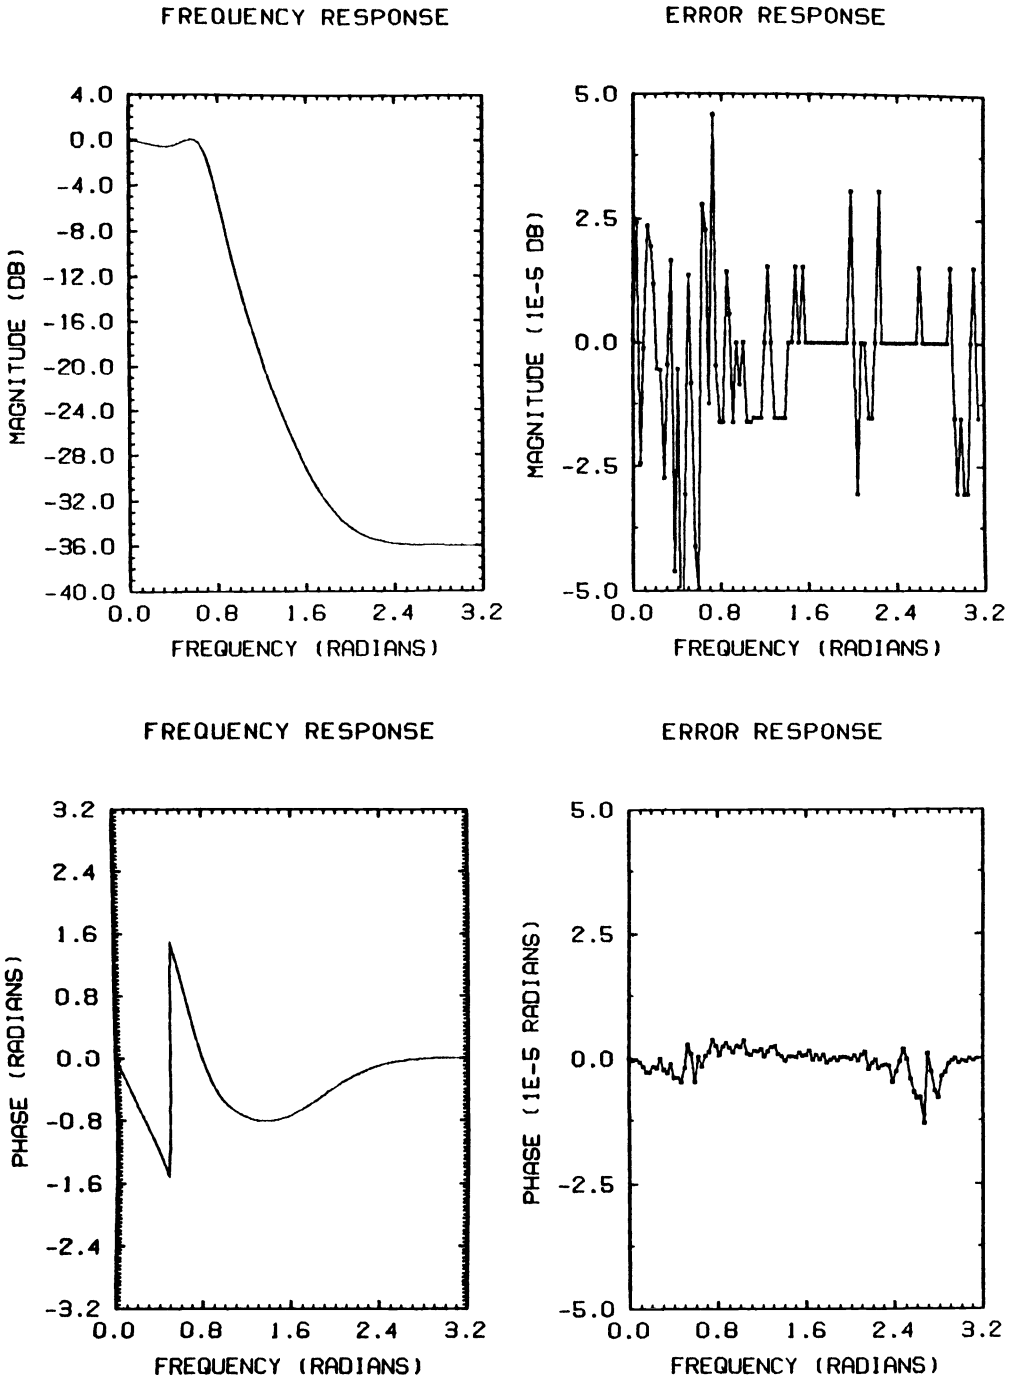 FREQUENCY RESPONSE
4.0
0.0
-4.0
-8.0
-12.0
-16.0
-20.0
-24.0
-28.0
-32.0
-36.0
-40.0
MAGNITUDE (DB)
0.0 0.8 1.6 2.4 3.2
FREQUENCY (RADIANS)
ERROR RESPONSE
5.0
2.5
0.0
-2.5
-5.0
MAGNITUDE (1E-5 DB)
0.0 0.8 1.6 2.4 3.2
FREQUENCY (RADIANS)
FREQUENCY RESPONSE
3.2
2.4
1.6
0.8
0.0
-0.8
-1.6
-2.4
-3.2
PHASE (RADIANS)
0.0 0.8 1.6 2.4 3.2
FREQUENCY (RADIANS)
ERROR RESPONSE
5.0
2.5
0.0
-2.5
-5.0
PHASE (1E-5 RADIANS)
0.0 0.8 1.6 2.4 3.2
FREQUENCY (RADIANS)